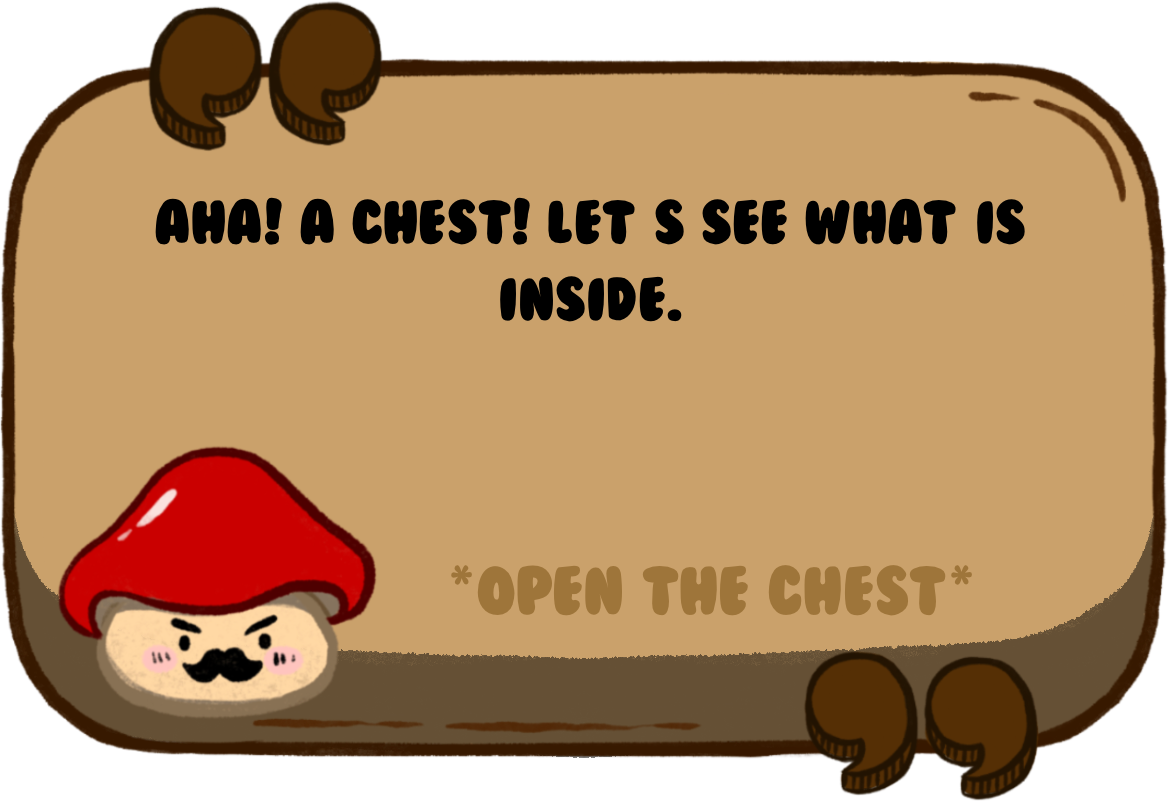 AHA! A CHEST! LET S SEE WHAT IS
INSIDE.
*OPEN THE CHEST*